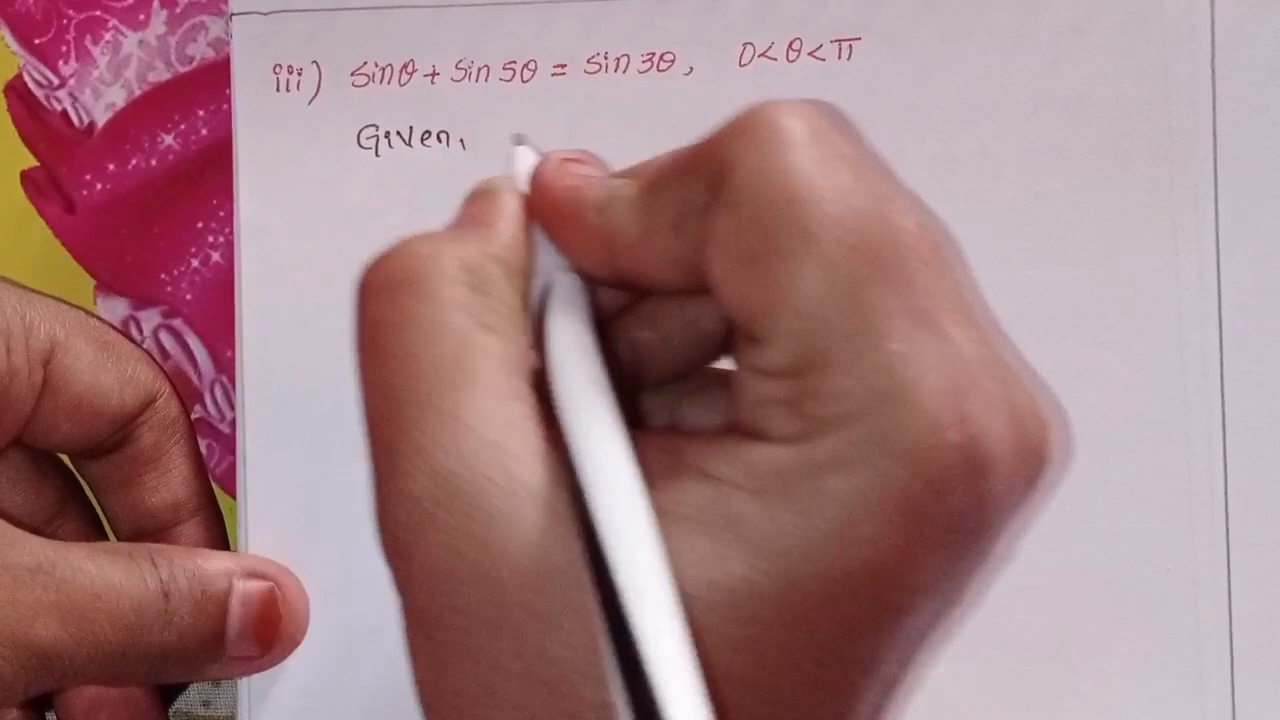 iii) sinθ + sin 5θ = sin 3θ, 0<θ<π
Given,